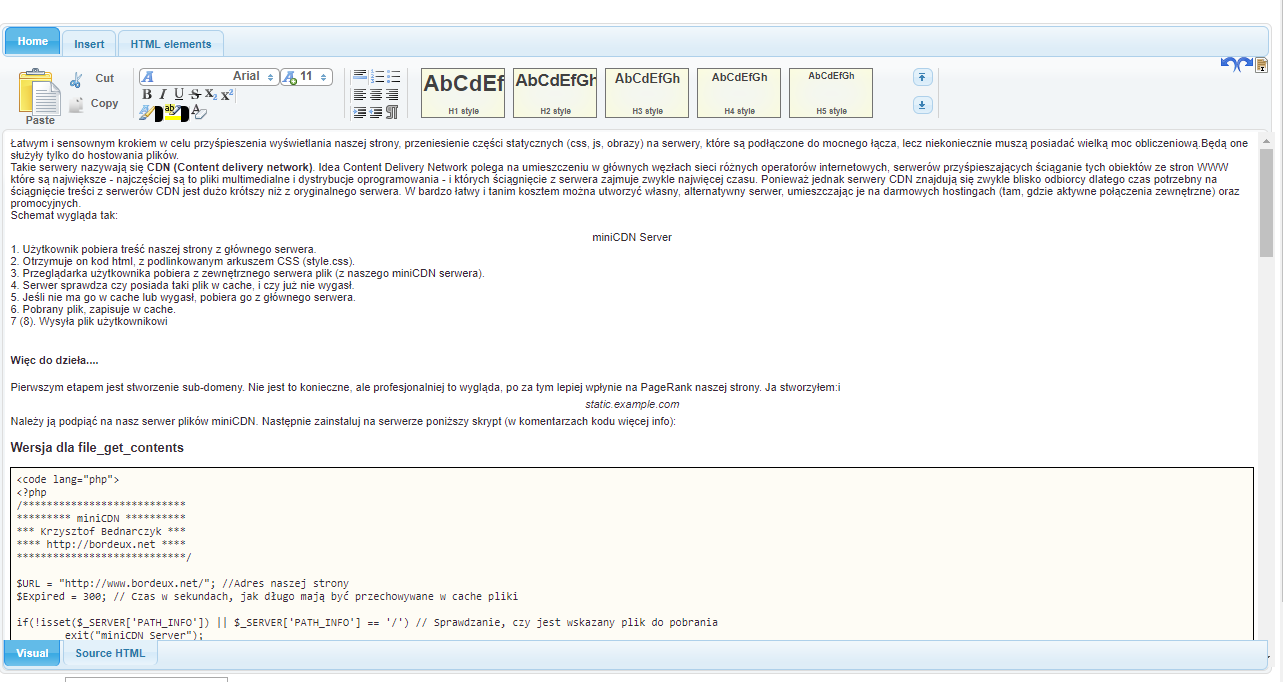 Home
Insert
HTML elements
Paste
Cut
Copy
Arial
11
B I U S X₂ X²
AbCdEf
H1 style
AbCdEfGh
H2 style
AbCdEfGh
H3 style
AbCdEfGh
H4 style
AbCdEfGh
H5 style
Łatwym i sensownym krokiem w celu przyśpieszenia wyświetlania naszej strony, przeniesienie części statycznych (css, js, obrazy) na serwery, które są podłączone do mocnego łącza, lecz niekoniecznie muszą posiadać wielką moc obliczeniową.Będą one
służyły tylko do hostowania plików.
Takie serwery nazywają się CDN (Content delivery network). Idea Content Delivery Network polega na umieszczeniu w głównych węzłach sieci różnych operatorów internetowych, serwerów przyśpieszających ściąganie tych obiektów ze stron WWW
które są największe - najczęściej są to pliki multimedialne i dystrybucje oprogramowania - i których ściągnięcie z serwera zajmuje zwykle najwięcej czasu. Ponieważ jednak serwery CDN znajdują się zwykle blisko odbiorcy dlatego czas potrzebny na
ściągnięcie treści z serwerów CDN jest dużo krótszy niż z oryginalnego serwera. W bardzo łatwy i tanim kosztem można utworzyć własny, alternatywny serwer, umieszczając je na darmowych hostingach (tam, gdzie aktywne połączenia zewnętrzne) oraz
promocyjnych.
Schemat wygląda tak:
miniCDN Server
1. Użytkownik pobiera treść naszej strony z głównego serwera.
2. Otrzymuje on kod html, z podlinkowanym arkuszem CSS (style.css).
3. Przeglądarka użytkownika pobiera z zewnętrznego serwera plik (z naszego miniCDN serwera).
4. Serwer sprawdza czy posiada taki plik w cache, i czy już nie wygasł.
5. Jeśli nie ma go w cache lub wygasł, pobiera go z głównego serwera.
6. Pobrany plik, zapisuje w cache.
7 (8). Wysyła plik użytkownikowi
Więc do dzieła....
Pierwszym etapem jest stworzenie sub-domeny. Nie jest to konieczne, ale profesjonalniej to wygląda, po za tym lepiej wpłynie na PageRank naszej strony. Ja stworzyłem:i
static.example.com
Należy ją podpiąć na nasz serwer plików miniCDN. Następnie zainstaluj na serwerze poniższy skrypt (w komentarzach kodu więcej info):
Wersja dla file_get_contents
<code lang="php">
<?php
/***************************
********* miniCDN **********
*** Krzysztof Bednarczyk ***
**** http://bordeux.net ****
****************************/
$URL = "http://www.bordeux.net/"; //Adres naszej strony
$Expired = 300; // Czas w sekundach, jak długo mają być przechowywane w cache pliki
if(!isset($_SERVER['PATH_INFO']) || $_SERVER['PATH_INFO'] == '/') // Sprawdzanie, czy jest wskazany plik do pobrania
exit("miniCDN Server");
Visual
Source HTML